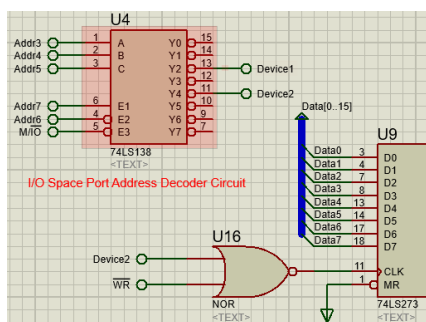 U4
Addr3 1 A Y0 15
Addr4 2 B Y1 14
Addr5 3 C Y2 13 Device1
Y3 12
Y4 11 Device2
Addr7 6 E1 Y5 10
Addr6 4 E2 Y6 9
M/IO 5 E3 Y7 7
74LS138
<TEXT>
I/O Space Port Address Decoder Circuit
Data[0..15]
U9
Data0 3 D0
Data1 4 D1
Data2 7 D2
Data3 8 D3
Data4 13 D4
Data5 14 D5
Data6 17 D6
Data7 18 D7
U16
Device2
WR
11 CLK
1 MR
NOR
<TEXT>
74LS273
<TEXT>